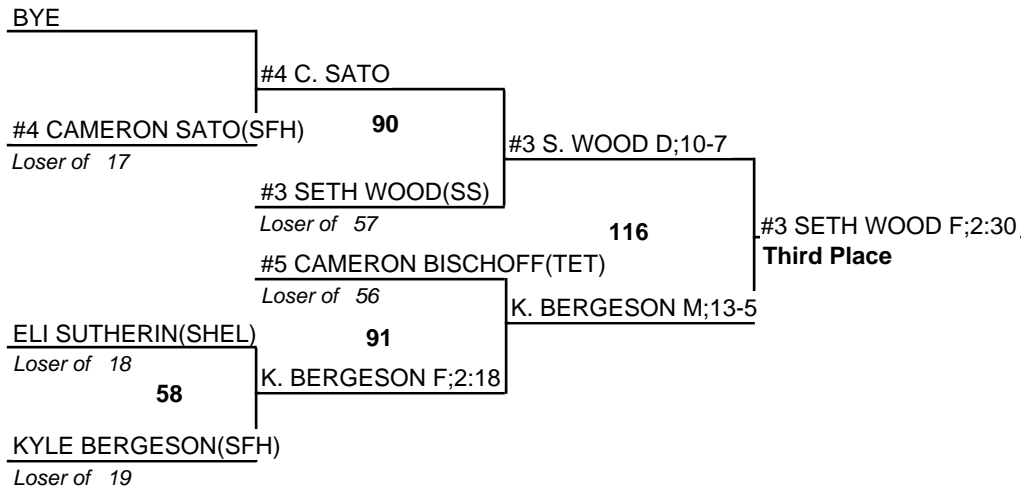 BYE
#4 C. SATO
#4 CAMERON SATO(SFH)
90
Loser of 17
#3 S. WOOD D;10-7
#3 SETH WOOD(SS)
Loser of 57
116
#3 SETH WOOD F;2:30
Third Place
#5 CAMERON BISCHOFF(TET)
Loser of 56
K. BERGESON M;13-5
ELI SUTHERIN(SHEL)
91
Loser of 18
K. BERGESON F;2:18
58
KYLE BERGESON(SFH)
Loser of 19